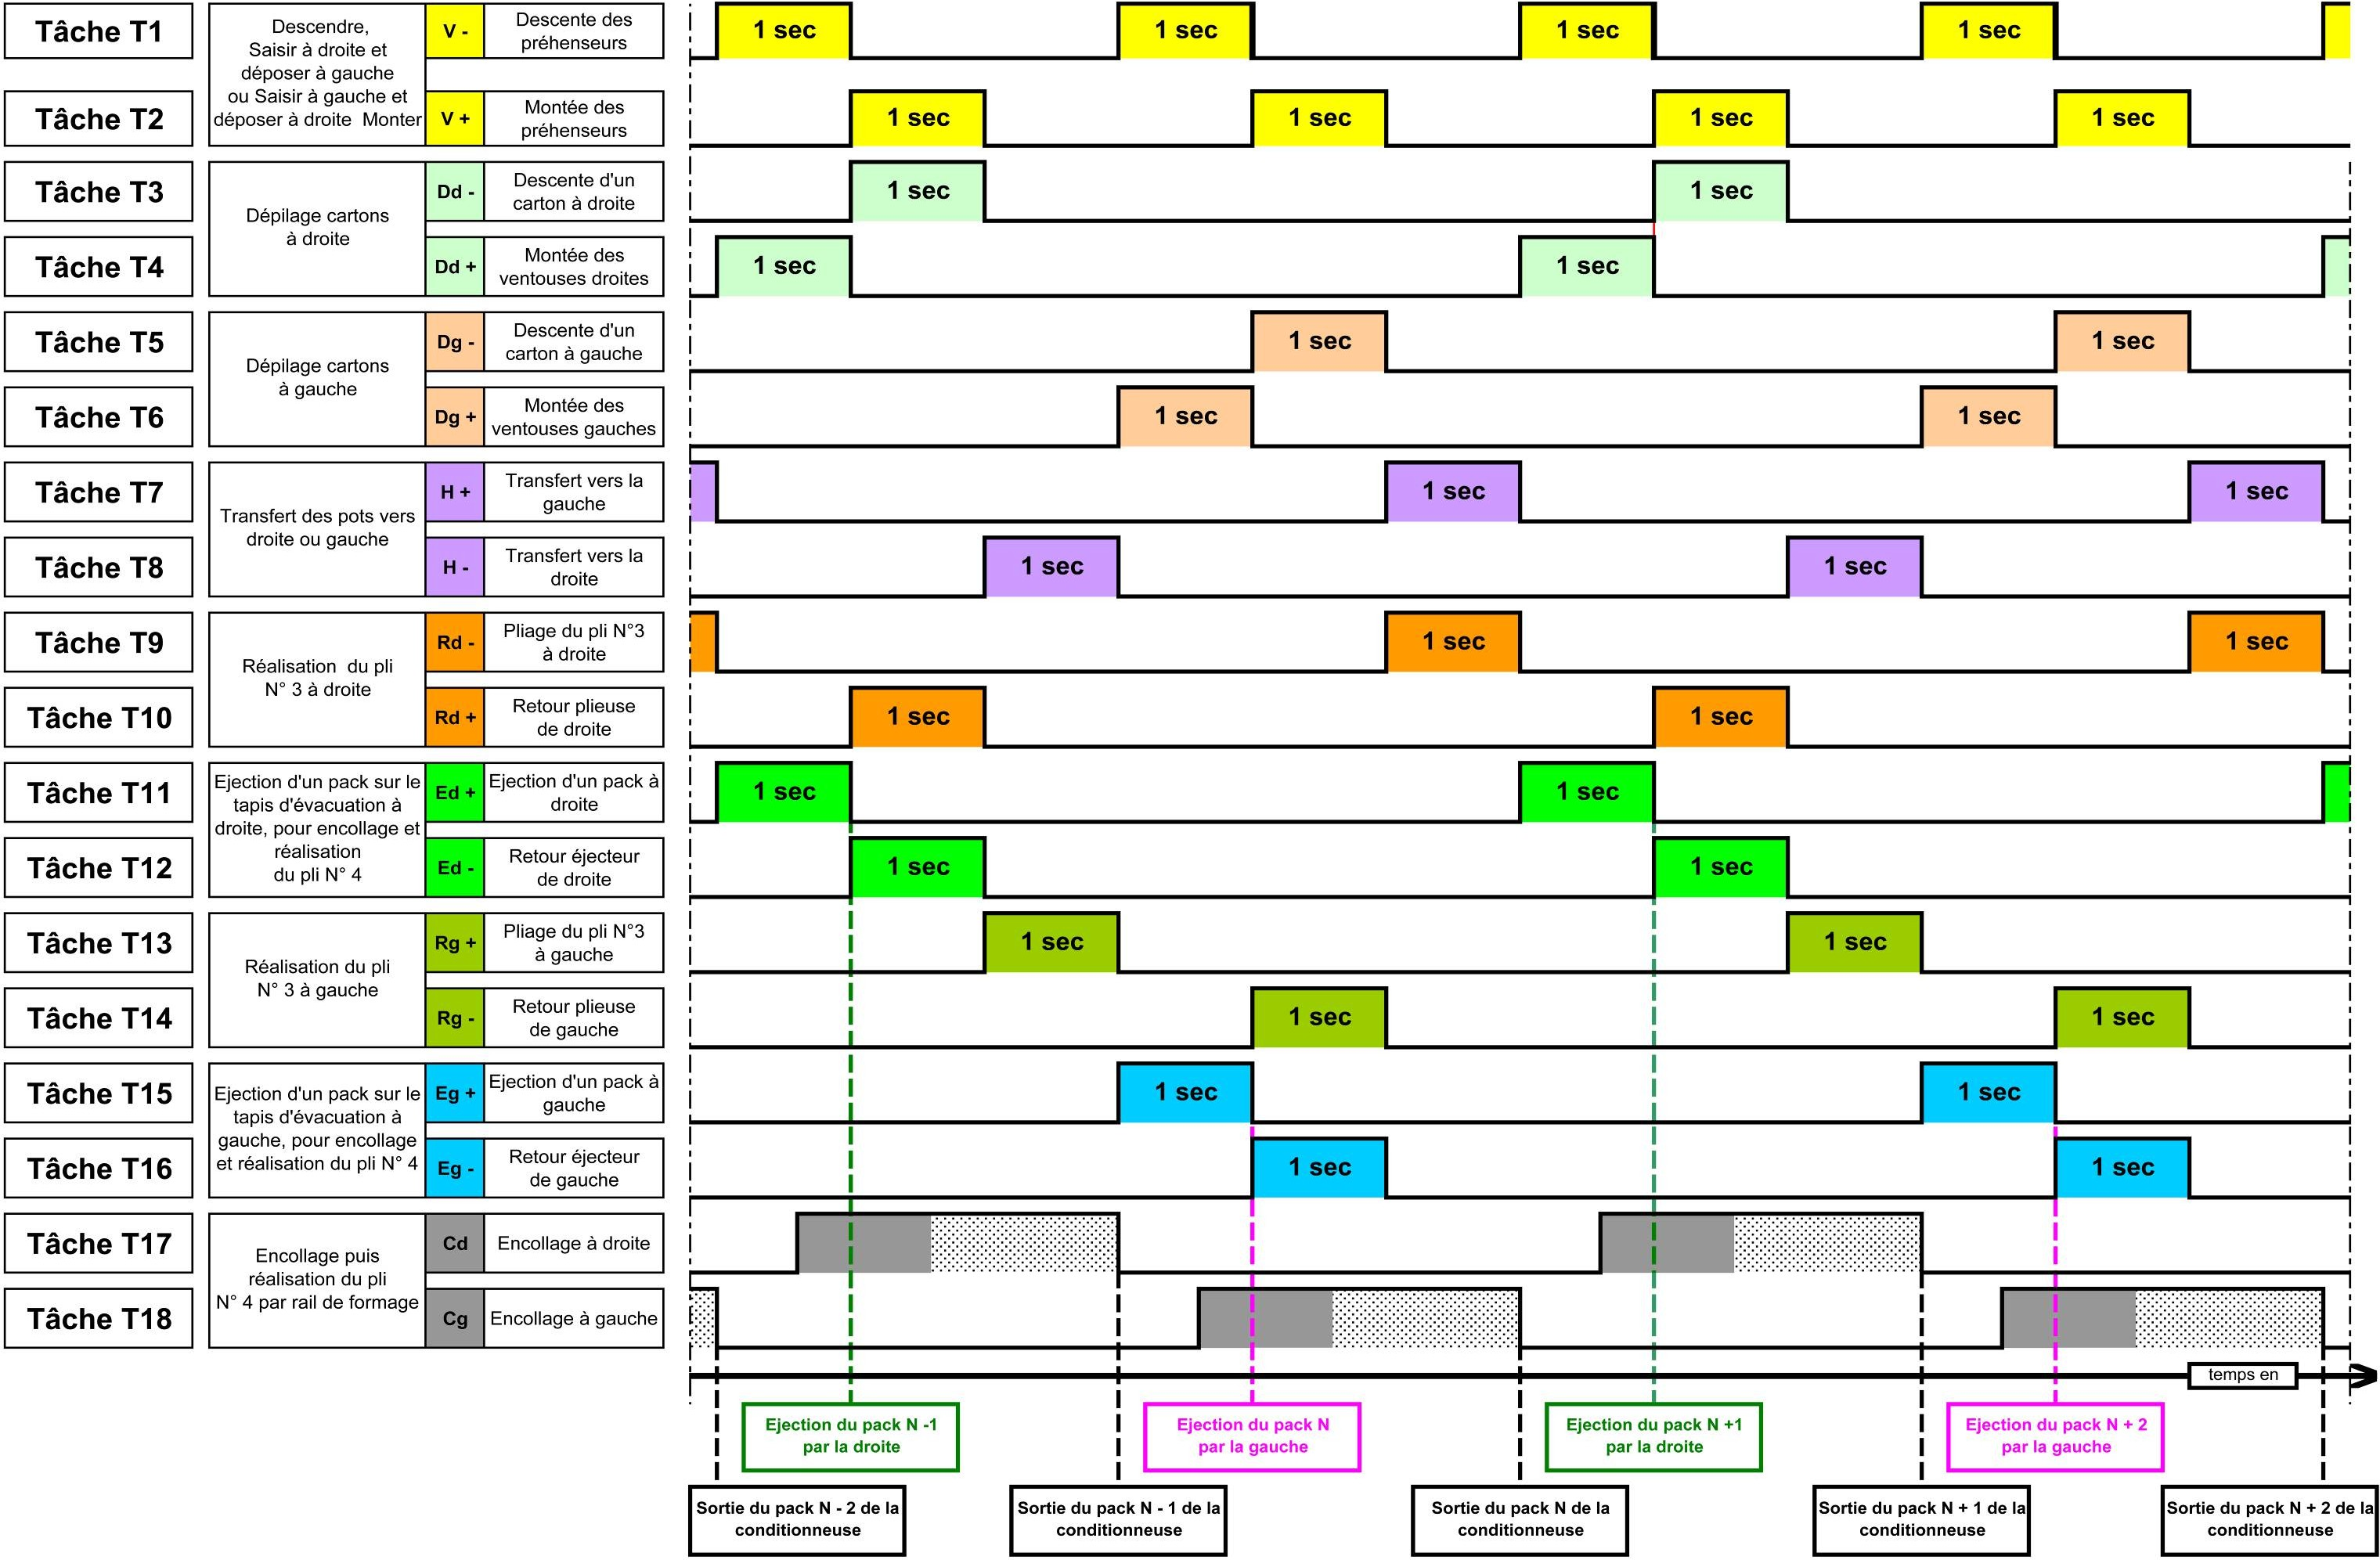 Tâche T1
Descendre,
Saisir à droite et
déposer à gauche
ou Saisir à gauche et
déposer à droite  Monter
V -
Descente des
préhenseurs
1 sec
1 sec
1 sec
1 sec
Tâche T2
V +
Montée des
préhenseurs
1 sec
1 sec
1 sec
1 sec
Tâche T3
Dépilage cartons
à droite
Dd -
Descente d'un
carton à droite
1 sec
1 sec
Tâche T4
Dd +
Montée des
ventouses droites
1 sec
1 sec
Tâche T5
Dépilage cartons
à gauche
Dg -
Descente d'un
carton à gauche
1 sec
1 sec
Tâche T6
Dg +
Montée des
ventouses gauches
1 sec
1 sec
Tâche T7
Transfert des pots vers
droite ou gauche
H +
Transfert vers la
gauche
1 sec
1 sec
Tâche T8
H -
Transfert vers la
droite
1 sec
1 sec
Tâche T9
Réalisation  du pli
N° 3 à droite
Rd -
Pliage du pli N°3
à droite
1 sec
1 sec
Tâche T10
Rd +
Retour plieuse
de droite
1 sec
1 sec
Tâche T11
Ejection d'un pack sur le
tapis d'évacuation à
droite, pour encollage et
réalisation
du pli N° 4
Ed +
Ejection d'un pack à
droite
1 sec
1 sec
Tâche T12
Ed -
Retour éjecteur
de droite
1 sec
1 sec
Tâche T13
Réalisation du pli
N° 3 à gauche
Rg +
Pliage du pli N°3
à gauche
1 sec
1 sec
Tâche T14
Rg -
Retour plieuse
de gauche
1 sec
1 sec
Tâche T15
Ejection d'un pack sur le
tapis d'évacuation à
gauche, pour encollage
et réalisation du pli N° 4
Eg +
Ejection d'un pack à
gauche
1 sec
1 sec
Tâche T16
Eg -
Retour éjecteur
de gauche
1 sec
1 sec
Tâche T17
Encollage puis
réalisation du pli
N° 4 par rail de formage
Cd
Encollage à droite
Tâche T18
Cg
Encollage à gauche
temps en
Ejection du pack N -1
par la droite
Ejection du pack N
par la gauche
Ejection du pack N +1
par la droite
Ejection du pack N + 2
par la gauche
Sortie du pack N - 2 de la
conditionneuse
Sortie du pack N - 1 de la
conditionneuse
Sortie du pack N de la
conditionneuse
Sortie du pack N + 1 de la
conditionneuse
Sortie du pack N + 2 de la
conditionneuse